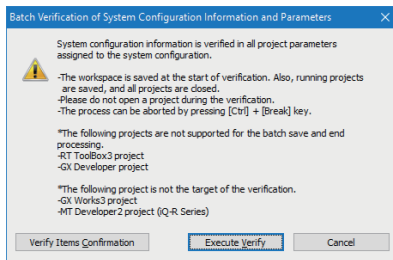 Batch Verification of System Configuration Information and Parameters
System configuration information is verified in all project parameters
assigned to the system configuration.
-The workspace is saved at the start of verification. Also, running projects
are saved, and all projects are closed.
-Please do not open a project during the verification.
-The process can be aborted by pressing [Ctrl] + [Break] key.
*The following projects are not supported for the batch save and end
processing.
-RT ToolBox3 project
-GX Developer project
*The following project is not the target of the verification.
-GX Works3 project
-MT Developer2 project (iQ-R Series)
Verify Items Confirmation Execute Verify Cancel